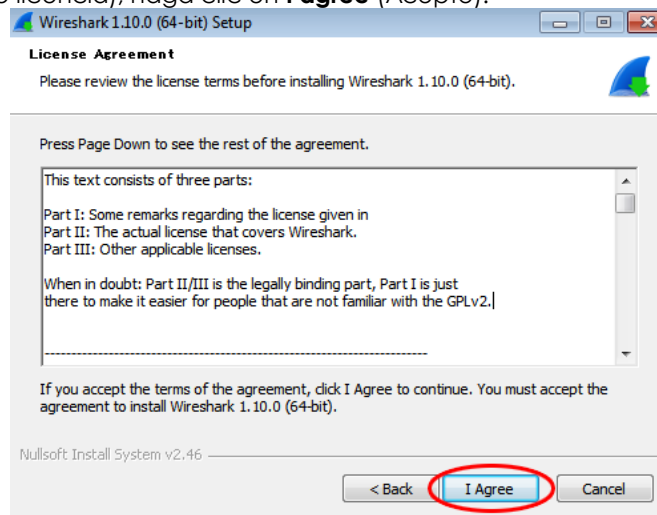 licencia), haga clic en I agree (Acepto).
Wireshark 1.10.0 (64-bit) Setup
License Agreement
Please review the license terms before installing Wireshark 1.10.0 (64-bit).
Press Page Down to see the rest of the agreement.
This text consists of three parts:
Part I: Some remarks regarding the license given in
Part II: The actual license that covers Wireshark.
Part III: Other applicable licenses.
When in doubt: Part II/III is the legally binding part, Part I is just
there to make it easier for people that are not familiar with the GPLv2.
------------------------------------------------------------------------
If you accept the terms of the agreement, click I Agree to continue. You must accept the
agreement to install Wireshark 1.10.0 (64-bit).
Nullsoft Install System v2.46
< Back I Agree Cancel